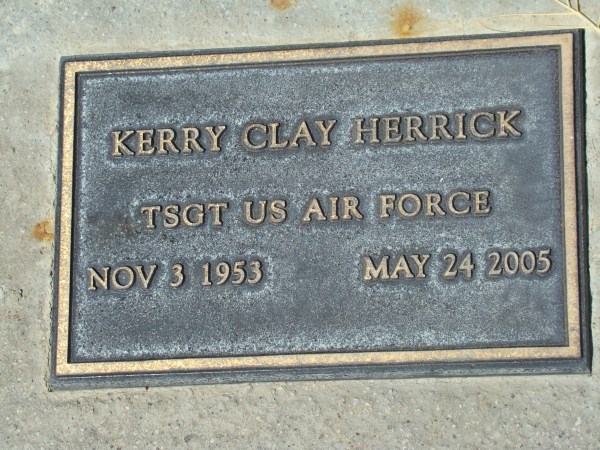 KERRY CLAY HERRICK
TSGT US AIR FORCE
NOV 3 1953 MAY 24 2005